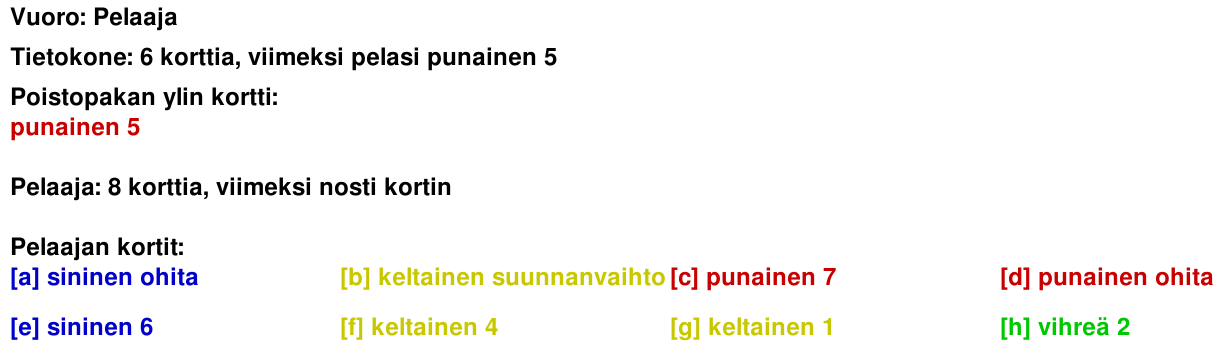 Vuoro: Pelaaja
Tietokone: 6 korttia, viimeksi pelasi punainen 5
Poistopakan ylin kortti:
punainen 5
Pelaaja: 8 korttia, viimeksi nosti kortin
Pelaajan kortit:
[a] sininen ohita [b] keltainen suunnanvaihto [c] punainen 7 [d] punainen ohita
[e] sininen 6 [f] keltainen 4 [g] keltainen 1 [h] vihreä 2